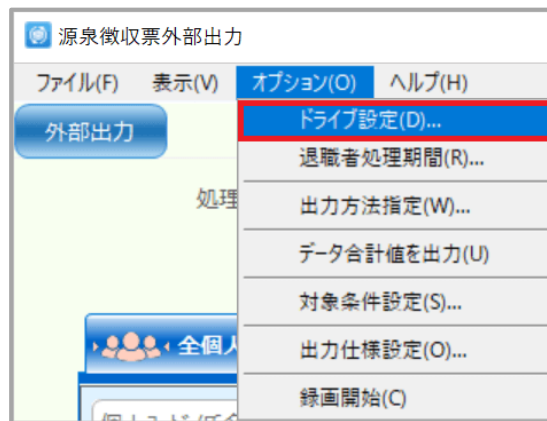 源泉徴収票外部出力
ファイル(F) 表示(V) オプション(O) ヘルプ(H)
外部出力
ドライブ設定(D)...
退職者処理期間(R)...
処理
出力方法指定(W)...
データ合計値を出力(U)
対象条件設定(S)...
全個人
出力仕様設定(O)...
録画開始(C)